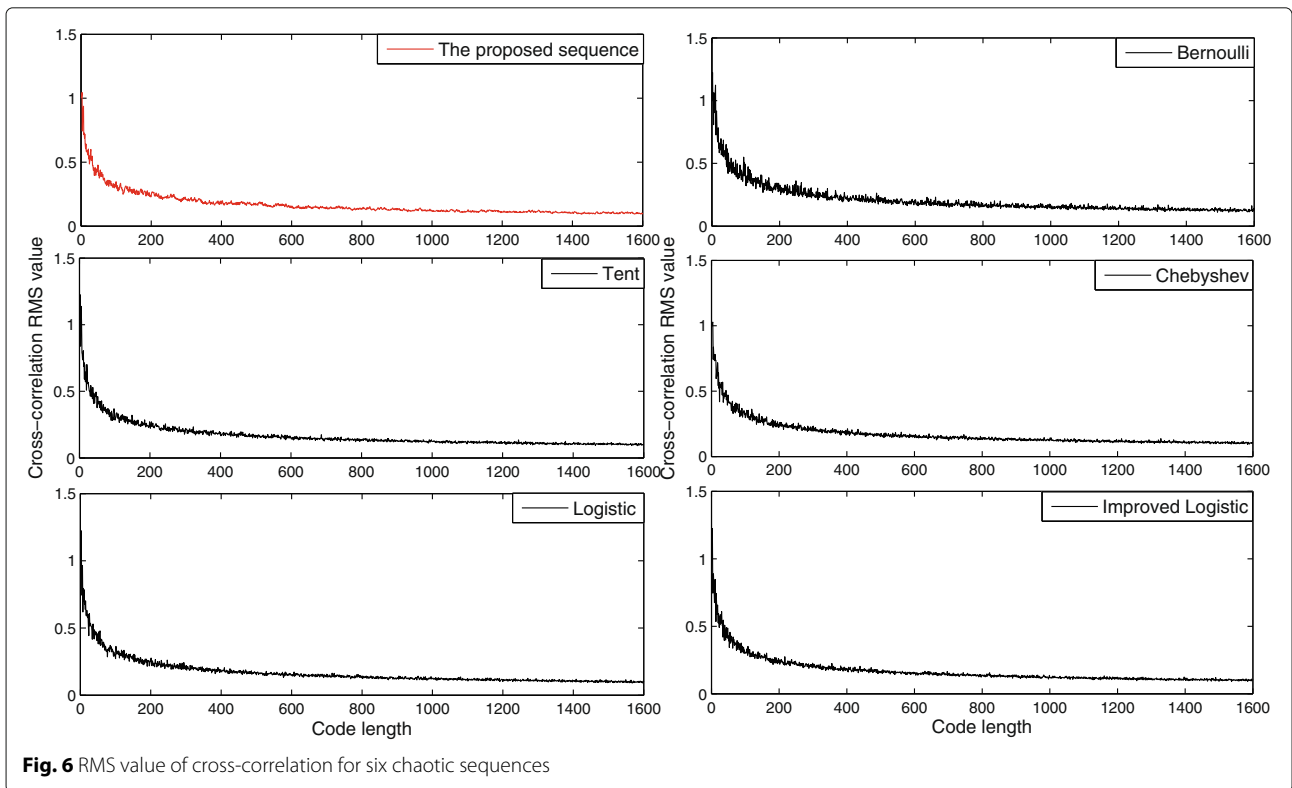 1.5
1
0.5
0
0 200 400 600 800 1000 1200 1400 1600
The proposed sequence
1.5
1
0.5
0
0 200 400 600 800 1000 1200 1400 1600
Bernoulli
Cross-correlation RMS value
1.5
1
0.5
0
0 200 400 600 800 1000 1200 1400 1600
Tent
Cross-correlation RMS value
1.5
1
0.5
0
0 200 400 600 800 1000 1200 1400 1600
Chebyshev
1.5
1
0.5
0
0 200 400 600 800 1000 1200 1400 1600
Logistic
Code length
1.5
1
0.5
0
0 200 400 600 800 1000 1200 1400 1600
Improved Logistic
Code length
Fig. 6 RMS value of cross-correlation for six chaotic sequences